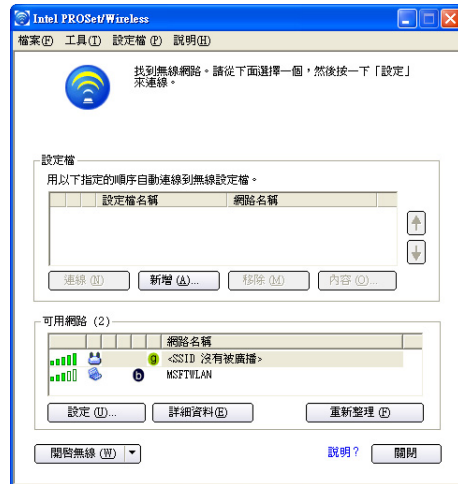 Intel PROSet/Wireless
檔案(F) 工具(T) 設定檔(P) 說明(H)
找到無線網路。請從下面選擇一個，然後按一下「設定」
來連線。
設定檔
用以下指定的順序自動連線到無線設定檔。
設定檔名稱 網路名稱
連線(N) 新增(A)... 移除(M) 內容(O)...
可用網路 (2)
網路名稱
g <SSID 沒有被廣播>
b MSFTWLAN
設定(U)... 詳細資料(E) 重新整理(F)
開啟無線(W) 說明? 關閉